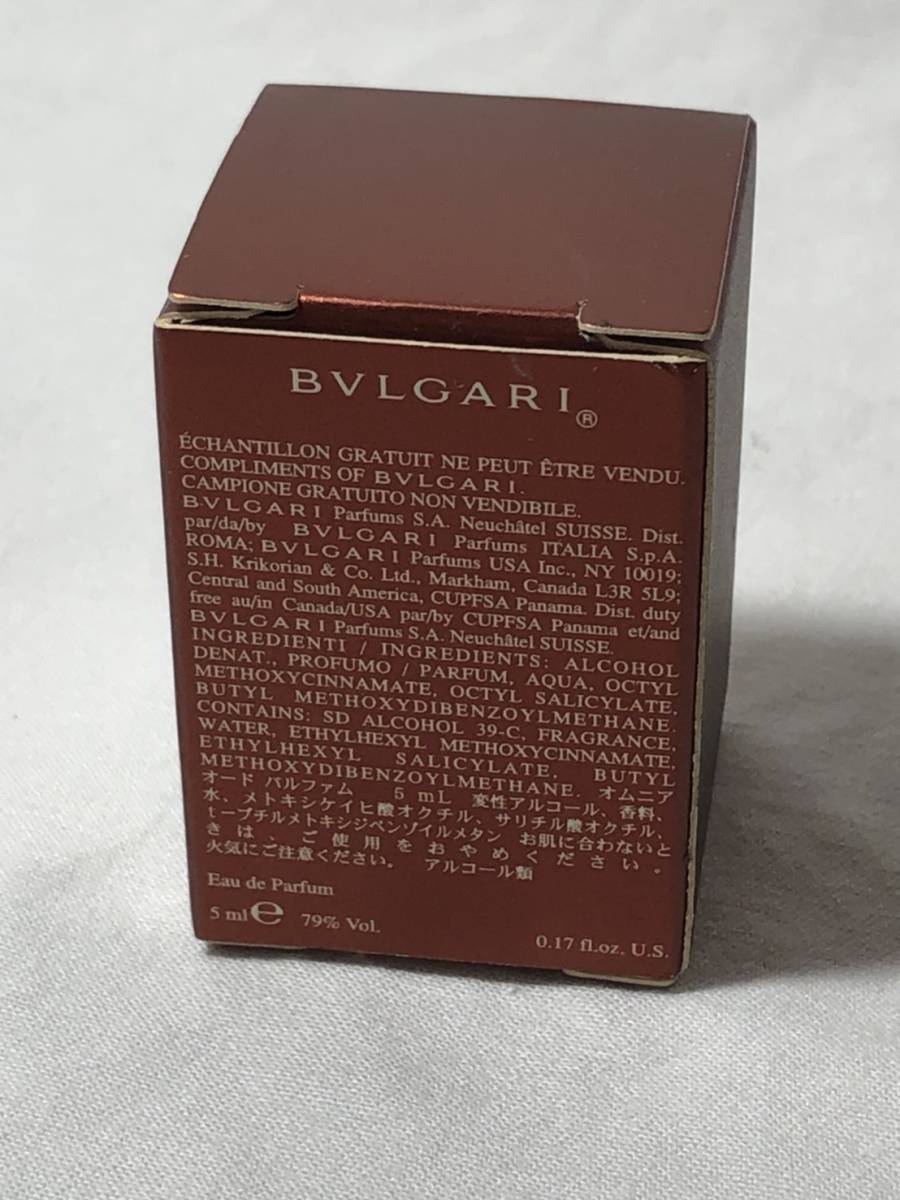 BVLGARI®
ÉCHANTILLON GRATUIT NE PEUT ÊTRE VENDU.
COMPLIMENTS OF BVLGARI.
CAMPIONE GRATUITO NON VENDIBILE.
BVLGARI Parfums S.A. Neuchâtel SUISSE. Dist.
par/da/by BVLGARI Parfums ITALIA S.p.A.
ROMA; BVLGARI Parfums USA Inc., NY 10019;
S.H. Krikorian & Co. Ltd., Markham, Canada L3R 5L9;
Central and South America, CUPFSA Panama. Dist. duty
free au/in Canada/USA par/by CUPFSA Panama et/and
BVLGARI Parfums S.A. Neuchâtel SUISSE.
INGREDIENTI / INGREDIENTS: ALCOHOL
DENAT., PROFUMO / PARFUM, AQUA, OCTYL
METHOXYCINNAMATE, OCTYL SALICYLATE,
BUTYL METHOXYDIBENZOYLMETHANE.
CONTAINS: SD ALCOHOL 39-C, FRAGRANCE,
WATER, ETHYLHEXYL METHOXYCINNAMATE,
ETHYLHEXYL SALICYLATE, BUTYL
METHOXYDIBENZOYLMETHANE. オムニア
オード パルファム 5 mL 変性アルコール、香料、
水、メトキシケイヒ酸オクチル、サリチル酸オクチル、
t-ブチルメトキシジベンゾイルメタン お肌に合わないと
きは、ご使用をおやめください。
火気にご注意ください。 アルコール類
Eau de Parfum
5 ml ℮ 79% Vol.
0.17 fl.oz. U.S.